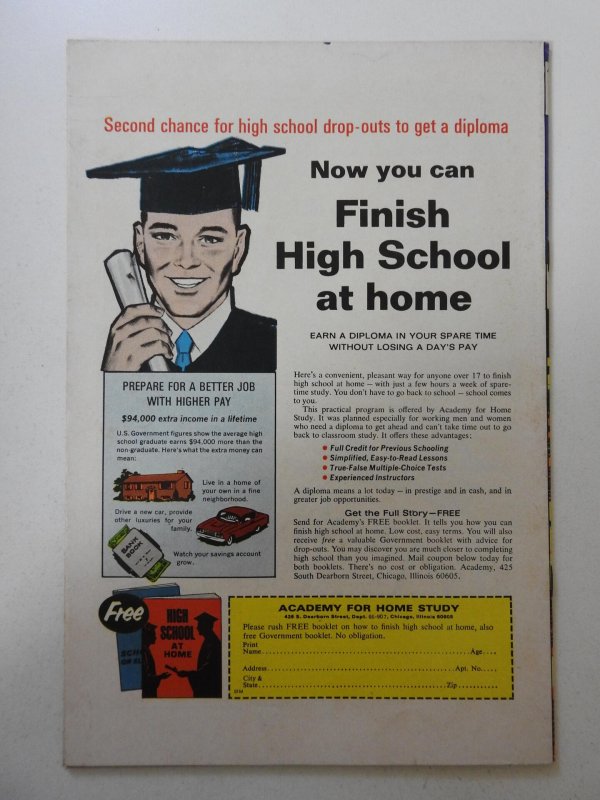 Second chance for high school drop-outs to get a diploma
Now you can
Finish
High School
at home
EARN A DIPLOMA IN YOUR SPARE TIME
WITHOUT LOSING A DAY'S PAY
PREPARE FOR A BETTER JOB
WITH HIGHER PAY
$94,000 extra income in a lifetime
U.S. Government figures show the average high
school graduate earns $94,000 more than the
non-graduate. Here's what the extra money can
mean:
Live in a home of
your own in a fine
neighborhood.
Drive a new car, provide
other luxuries for your
family.
BANK
BOOK
Watch your savings account
grow.
Here's a convenient, pleasant way for anyone over 17 to finish
high school at home — with just a few hours a week of spare-
time study. You don't have to go back to school — school comes
to you.
This practical program is offered by Academy for Home
Study. It was planned especially for working men and women
who need a diploma to get ahead and can't take time out to go
back to classroom study. It offers these advantages:
• Full Credit for Previous Schooling
• Simplified, Easy-to-Read Lessons
• True-False Multiple-Choice Tests
• Experienced Instructors
A diploma means a lot today — in prestige and in cash, and in
greater job opportunities.
Get the Full Story—FREE
Send for Academy's FREE booklet. It tells you how you can
finish high school at home. Low cost, easy terms. You will also
receive free a valuable Government booklet with advice for
drop-outs. You may discover you are much closer to completing
high school than you imagined. Mail coupon below today for
both booklets. There's no cost or obligation. Academy, 425
South Dearborn Street, Chicago, Illinois 60605.
Free
HIGH
SCHOOL
AT
HOME
ACADEMY FOR HOME STUDY
425 S. Dearborn Street, Dept. Chicago, Illinois 60605
Please rush FREE booklet on how to finish high school at home, also
free Government booklet. No obligation.
Print
Name Age
Address Apt. No.
City &
State Zip